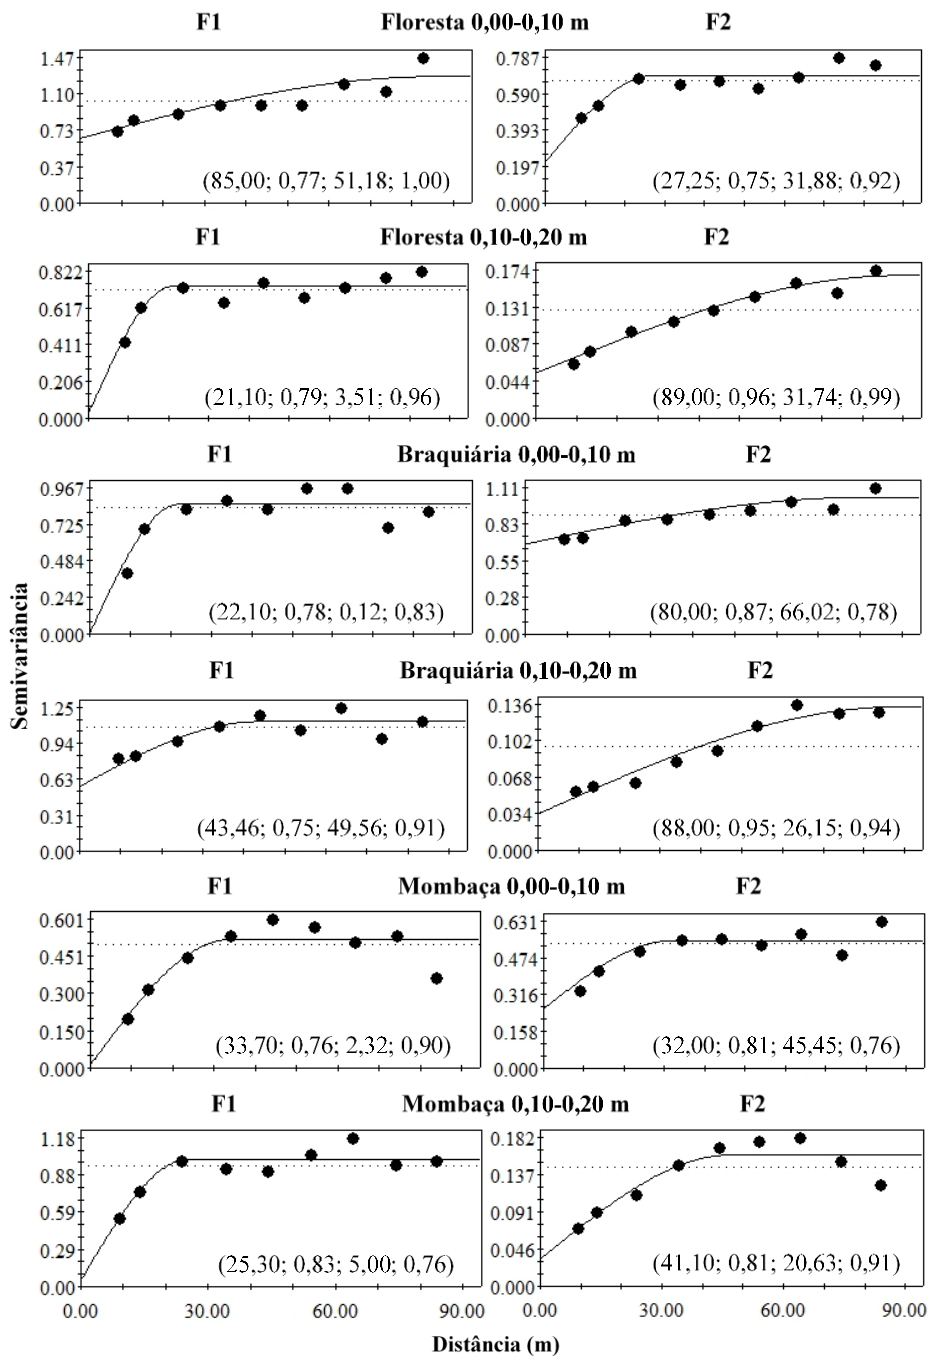 F1 Floresta 0,00-0,10 m F2
1.47
1.10
0.73
0.37
0.00
(85,00; 0,77; 51,18; 1,00)
0.787
0.590
0.393
0.197
0.000
(27,25; 0,75; 31,88; 0,92)
F1 Floresta 0,10-0,20 m F2
0.822
0.617
0.411
0.206
0.000
(21,10; 0,79; 3,51; 0,96)
0.174
0.131
0.087
0.044
0.000
(89,00; 0,96; 31,74; 0,99)
F1 Braquiária 0,00-0,10 m F2
0.967
0.725
0.484
0.242
0.000
(22,10; 0,78; 0,12; 0,83)
1.11
0.83
0.55
0.28
0.00
(80,00; 0,87; 66,02; 0,78)
Semivariância
F1 Braquiária 0,10-0,20 m F2
1.25
0.94
0.63
0.31
0.00
(43,46; 0,75; 49,56; 0,91)
0.136
0.102
0.068
0.034
0.000
(88,00; 0,95; 26,15; 0,94)
F1 Mombaça 0,00-0,10 m F2
0.601
0.451
0.300
0.150
0.000
(33,70; 0,76; 2,32; 0,90)
0.631
0.474
0.316
0.158
0.000
(32,00; 0,81; 45,45; 0,76)
F1 Mombaça 0,10-0,20 m F2
1.18
0.88
0.59
0.29
0.00
(25,30; 0,83; 5,00; 0,76)
0.182
0.137
0.091
0.046
0.000
(41,10; 0,81; 20,63; 0,91)
0.00 30.00 60.00 90.00 0.00 30.00 60.00 90.00
Distância (m)